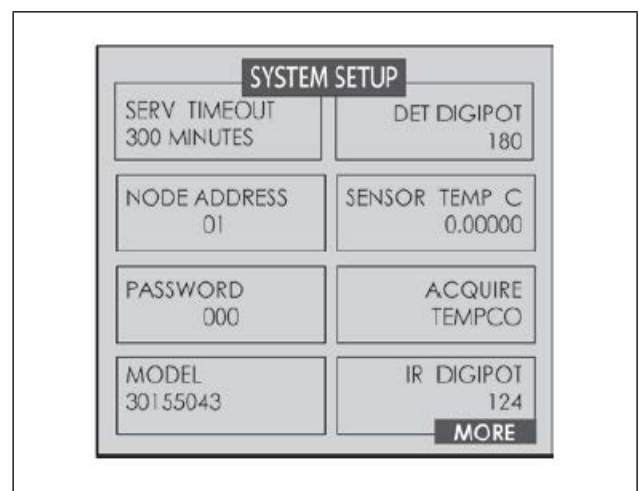 SYSTEM SETUP
SERV TIMEOUT
300 MINUTES
DET DIGIPOT
180
NODE ADDRESS
01
SENSOR TEMP C
0.00000
PASSWORD
000
ACQUIRE
TEMPCO
MODEL
30155043
IR DIGIPOT
124
MORE